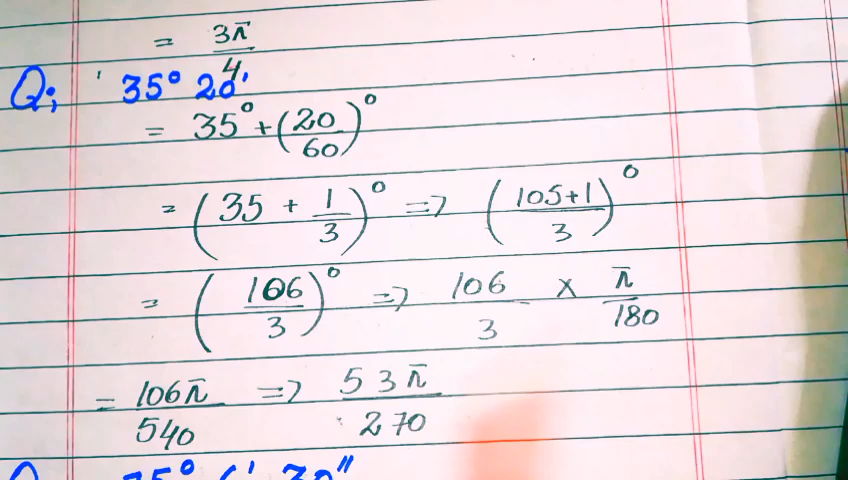 = 3π/4
Q; 35° 20'
= 35° + (20/60)°
= (35 + 1/3)° => (105+1/3)°
= (106/3)° => 106/3 × π/180
= 106π/540 => 53π/270